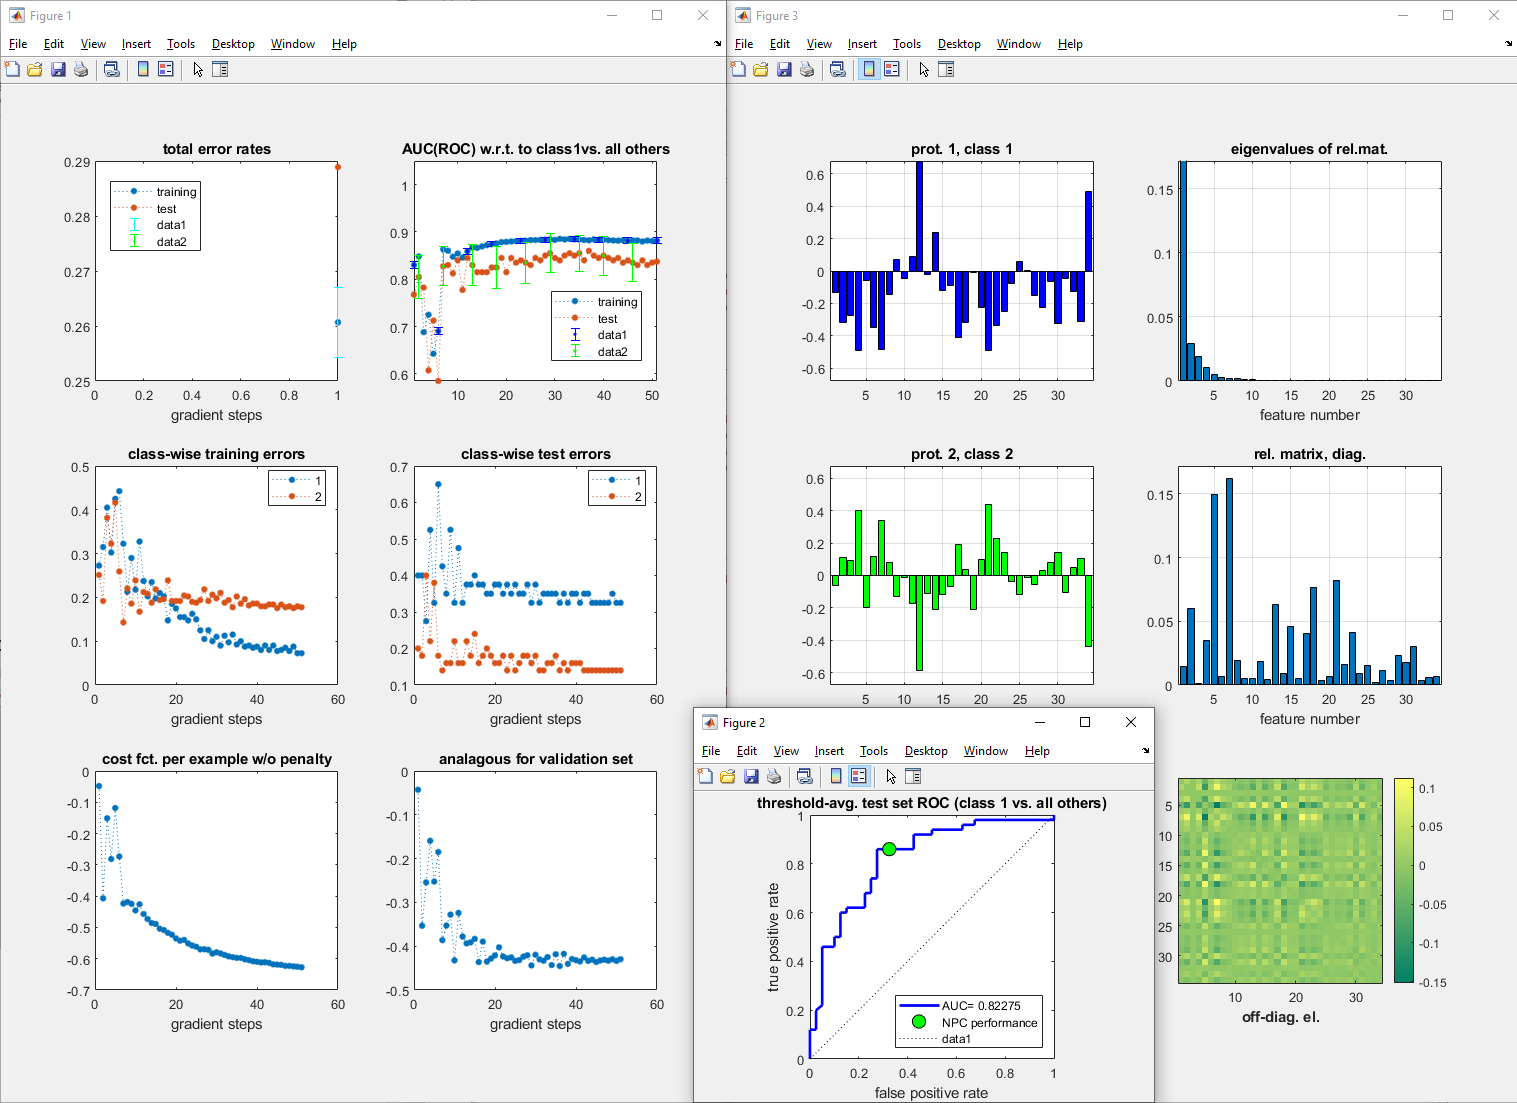 Figure 1
File Edit View Insert Tools Desktop Window Help
total error rates
0.29
0.28
0.27
0.26
0.25
0 0.2 0.4 0.6 0.8 1
gradient steps
training
test
data1
data2
AUC(ROC) w.r.t. to class1vs. all others
1
0.9
0.8
0.7
0.6
10 20 30 40 50
training
test
data1
data2
class-wise training errors
0.5
0.4
0.3
0.2
0.1
0
0 20 40 60
gradient steps
1
2
class-wise test errors
0.7
0.6
0.5
0.4
0.3
0.2
0.1
0 20 40 60
gradient steps
1
2
cost fct. per example w/o penalty
0
-0.1
-0.2
-0.3
-0.4
-0.5
-0.6
-0.7
0 20 40 60
gradient steps
analagous for validation set
0
-0.1
-0.2
-0.3
-0.4
-0.5
0 20 40 60
gradient steps
Figure 3
File Edit View Insert Tools Desktop Window Help
prot. 1, class 1
0.6
0.4
0.2
0
-0.2
-0.4
-0.6
5 10 15 20 25 30
eigenvalues of rel.mat.
0.15
0.1
0.05
0
5 10 15 20 25 30
feature number
prot. 2, class 2
0.6
0.4
0.2
0
-0.2
-0.4
-0.6
5 10 15 20 25 30
rel. matrix, diag.
0.15
0.1
0.05
0
5 10 15 20 25 30
feature number
5
10
15
20
25
30
10 20 30
off-diag. el.
0.1
0.05
0
-0.05
-0.1
-0.15
Figure 2
File Edit View Insert Tools Desktop Window Help
threshold-avg. test set ROC (class 1 vs. all others)
true positive rate
1
0.8
0.6
0.4
0.2
0
0 0.2 0.4 0.6 0.8 1
false positive rate
AUC= 0.82275
NPC performance
data1